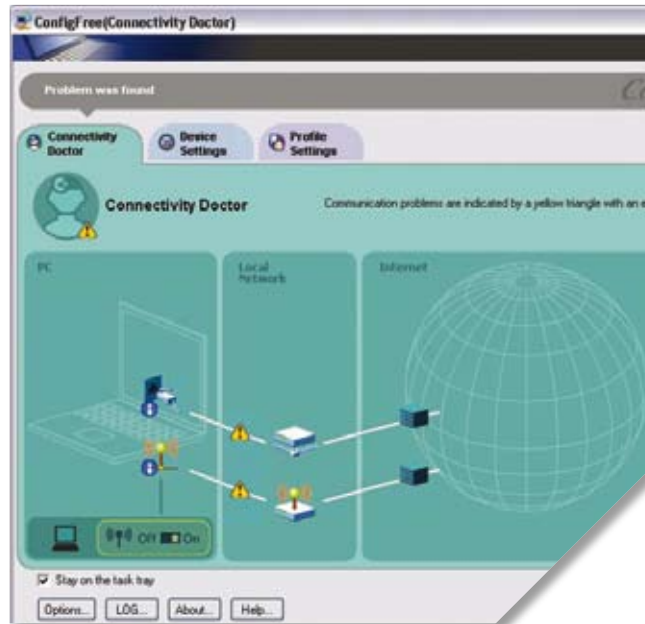 ConfigFree(Connectivity Doctor)
Problem was found
Connectivity
Doctor
Device
Settings
Profile
Settings
Connectivity Doctor
Communication problems are indicated by a yellow triangle with an e
PC
Local
Network
Internet
Off On
Stay on the task tray
Options... LOG... About... Help...